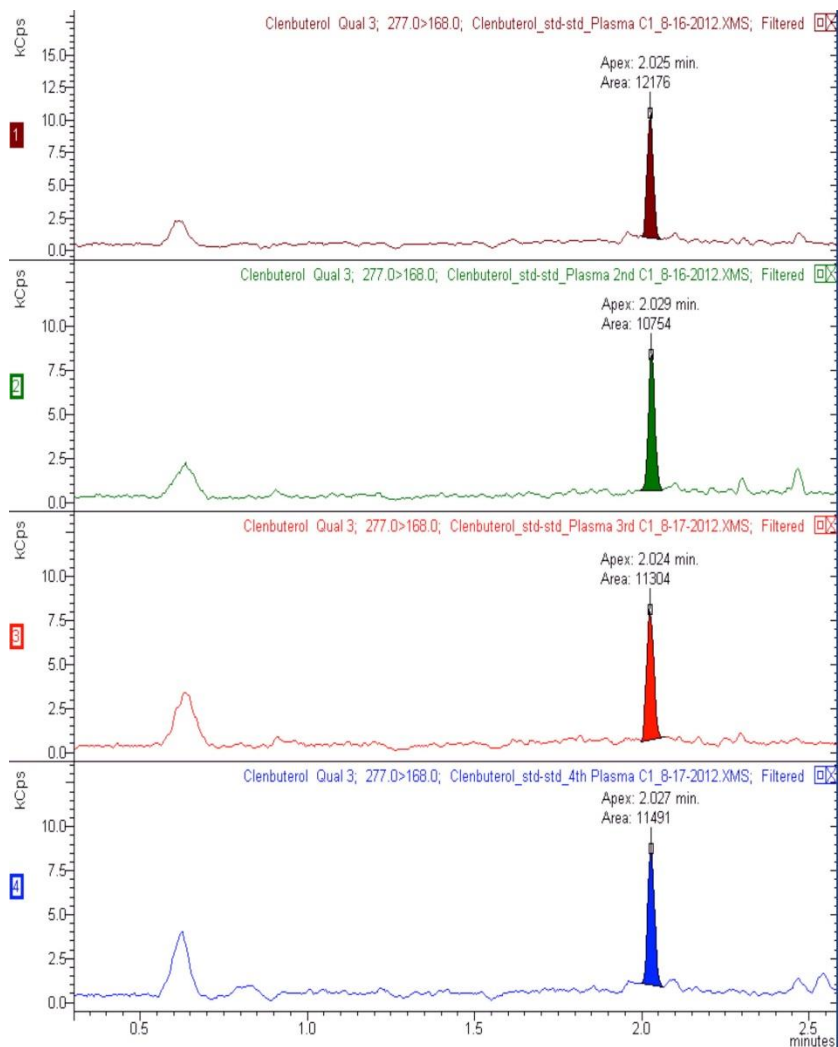 kCps
Clenbuterol Qual 3; 277.0>168.0; Clenbuterol_std-std_Plasma C1_8-16-2012.XMS; Filtered
Apex: 2.025 min.
Area: 12176
15.0
12.5
10.0
7.5
5.0
2.5
0.0
1
kCps
Clenbuterol Qual 3; 277.0>168.0; Clenbuterol_std-std_Plasma 2nd C1_8-16-2012.XMS; Filtered
Apex: 2.029 min.
Area: 10754
10.0
7.5
5.0
2.5
0.0
2
kCps
Clenbuterol Qual 3; 277.0>168.0; Clenbuterol_std-std_Plasma 3rd C1_8-17-2012.XMS; Filtered
Apex: 2.024 min.
Area: 11304
10.0
7.5
5.0
2.5
0.0
3
kCps
Clenbuterol Qual 3; 277.0>168.0; Clenbuterol_std-std_4th Plasma C1_8-17-2012.XMS; Filtered
Apex: 2.027 min.
Area: 11491
10.0
7.5
5.0
2.5
0.0
4
0.5 1.0 1.5 2.0 2.5
minutes